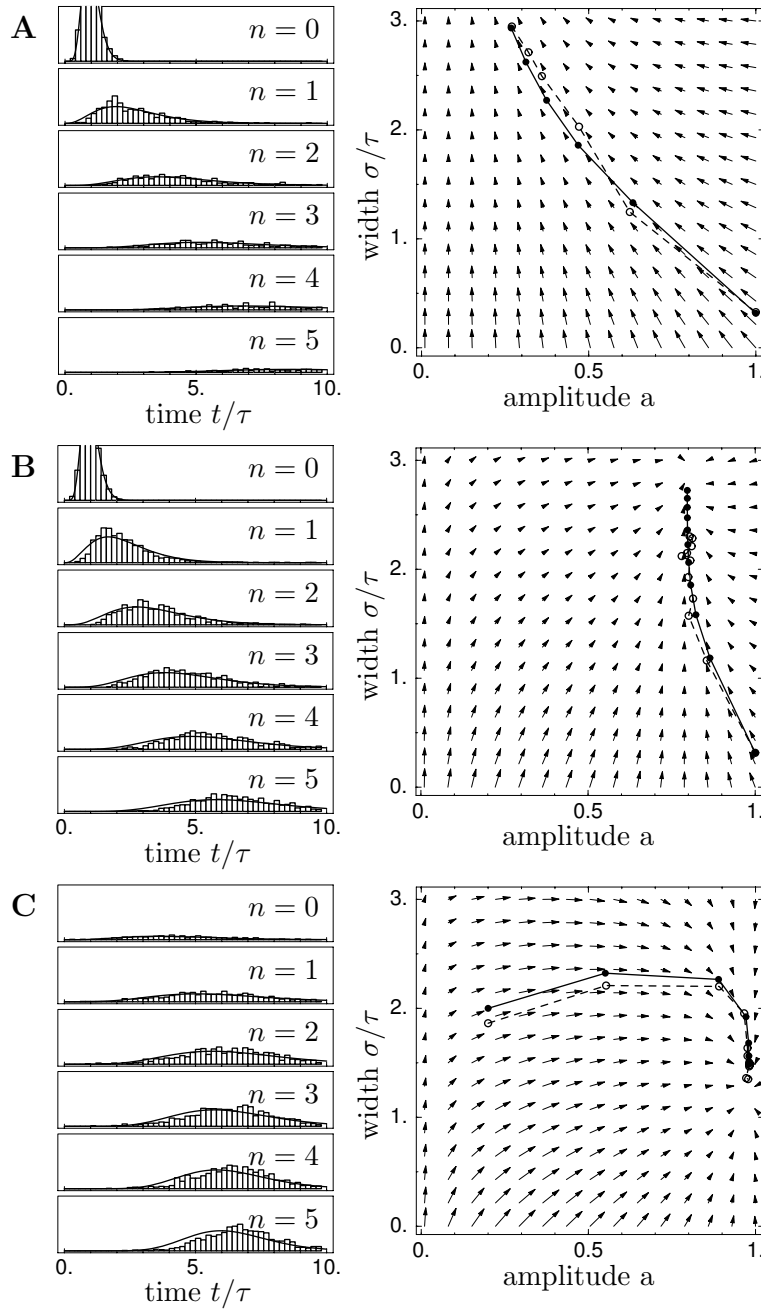 A
n = 0
n = 1
n = 2
n = 3
n = 4
n = 5
0. 5. 10.
time t/τ
3.
2.
1.
0.
width σ/τ
0. 0.5 1.
amplitude a
B
n = 0
n = 1
n = 2
n = 3
n = 4
n = 5
0. 5. 10.
time t/τ
3.
2.
1.
0.
width σ/τ
0. 0.5 1.
amplitude a
C
n = 0
n = 1
n = 2
n = 3
n = 4
n = 5
0. 5. 10.
time t/τ
3.
2.
1.
0.
width σ/τ
0. 0.5 1.
amplitude a